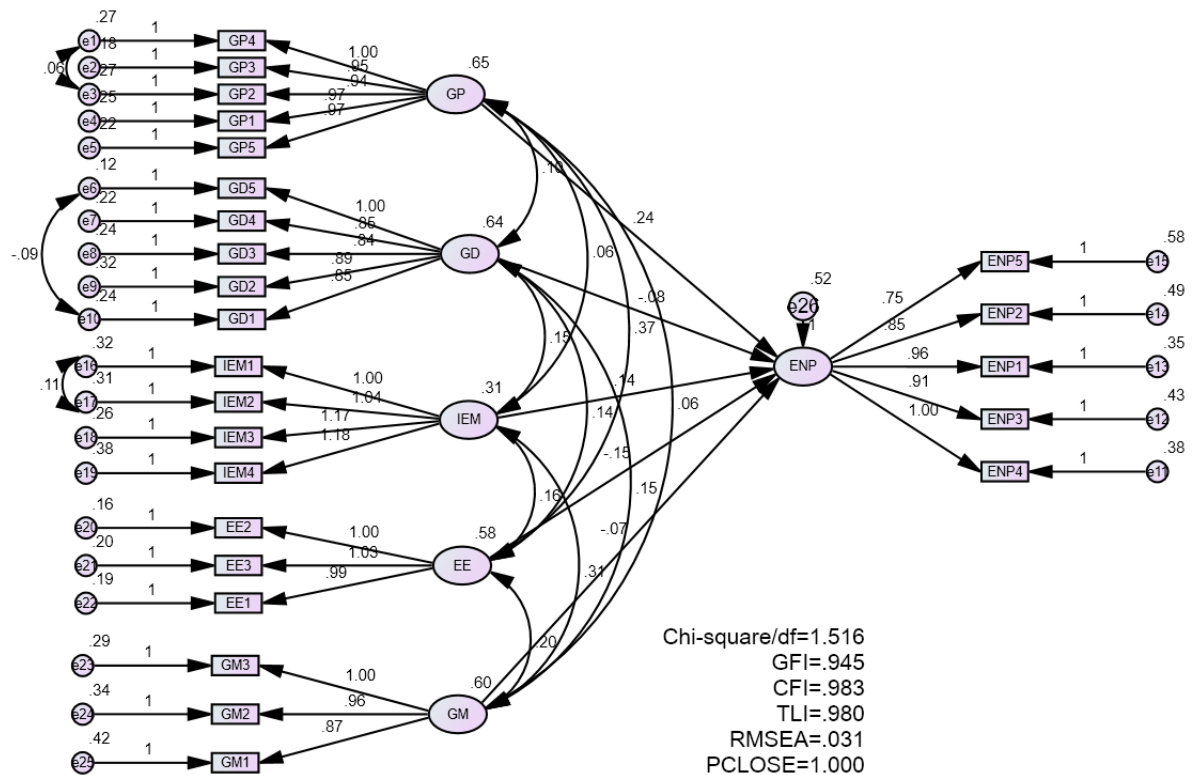 .27
e1 1 GP4
.18
e2 1 GP3
.27
e3 1 GP2
.25
e4 1 GP1
.22
e5 1 GP5
.06
1.00
.95
.94
.97
.97
.65
GP
.12
e6 1 GD5
.22
e7 1 GD4
.24
e8 1 GD3
.32
e9 1 GD2
.24
e10 1 GD1
-.09
1.00
.85
.84
.89
.85
.64
GD
.32
e16 1 IEM1
.31
e17 1 IEM2
.26
e18 1 IEM3
.38
e19 1 IEM4
.11
1.00
1.04
1.17
1.18
.31
IEM
.16
e20 1 EE2
.20
e21 1 EE3
.19
e22 1 EE1
1.00
1.03
.99
.58
EE
.29
e23 1 GM3
.34
e24 1 GM2
.42
e25 1 GM1
1.00
.96
.87
.60
GM
.10
.06
.24
-.08
.37
.15
.14
.14
.06
-.15
.16
.15
-.07
.31
.20
.52
e26
1
ENP
.75
.85
.96
.91
1.00
.58
ENP5 1 e15
.49
ENP2 1 e14
.35
ENP1 1 e13
.43
ENP3 1 e12
.38
ENP4 1 e11
Chi-square/df=1.516
GFI=.945
CFI=.983
TLI=.980
RMSEA=.031
PCLOSE=1.000